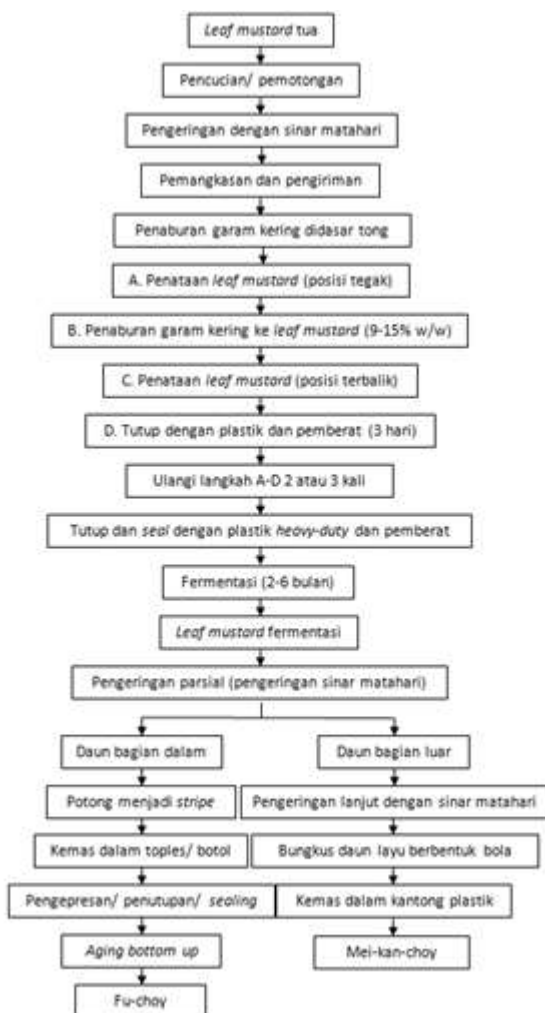 Leaf mustard tua
Pencucian/ pemotongan
Pengeringan dengan sinar matahari
Pemangkasan dan pengiriman
Penaburan garam kering didasar tong
A. Penataan leaf mustard (posisi tegak)
B. Penaburan garam kering ke leaf mustard (9-15% w/w)
C. Penataan leaf mustard (posisi terbalik)
D. Tutup dengan plastik dan pemberat (3 hari)
Ulangi langkah A-D 2 atau 3 kali
Tutup dan seal dengan plastik heavy-duty dan pemberat
Fermentasi (2-6 bulan)
Leaf mustard fermentasi
Pengeringan parsial (pengeringan sinar matahari)
Daun bagian dalam
Potong menjadi stripe
Kemas dalam toples/ botol
Pengepresan/ penutupan/ sealing
Aging bottom up
Fu-choy
Daun bagian luar
Pengeringan lanjut dengan sinar matahari
Bungkus daun layu berbentuk bola
Kemas dalam kantong plastik
Mei-kan-choy